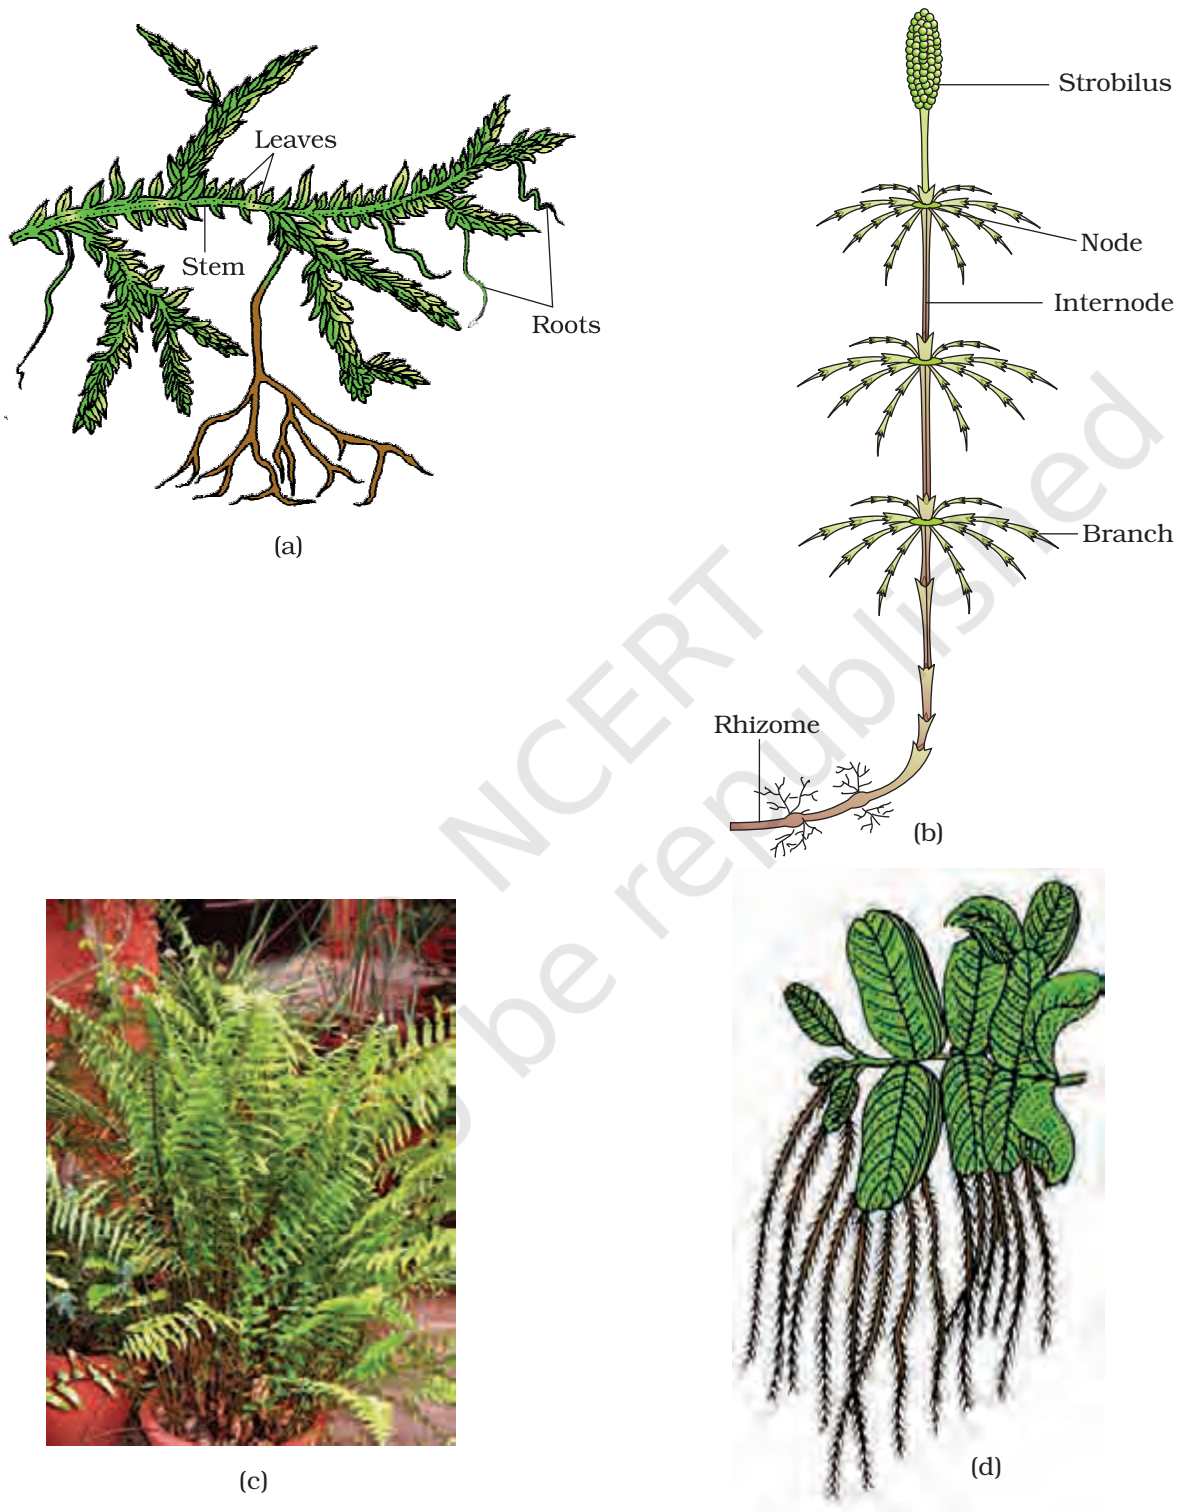 Strobilus
Leaves
Node
Stem
Internode
Roots
Branch
(a)
Rhizome
(b)
(c)
(d)
NCERT
be republished